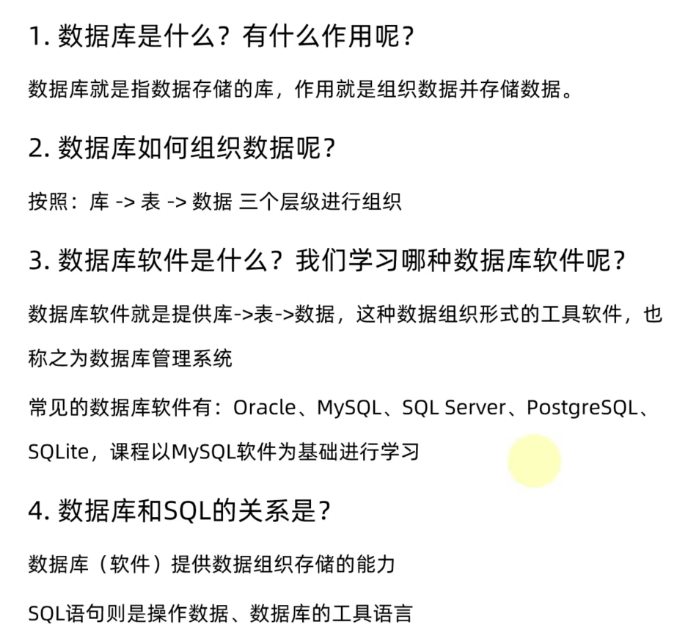 1. 数据库是什么？有什么作用呢？
数据库就是指数据存储的库，作用就是组织数据并存储数据。
2. 数据库如何组织数据呢？
按照：库 -> 表 -> 数据 三个层级进行组织
3. 数据库软件是什么？我们学习哪种数据库软件呢？
数据库软件就是提供库->表->数据，这种数据组织形式的工具软件，也
称之为数据库管理系统
常见的数据库软件有：Oracle、MySQL、SQL Server、PostgreSQL、
SQLite，课程以MySQL软件为基础进行学习
4. 数据库和SQL的关系是？
数据库（软件）提供数据组织存储的能力
SQL语句则是操作数据、数据库的工具语言